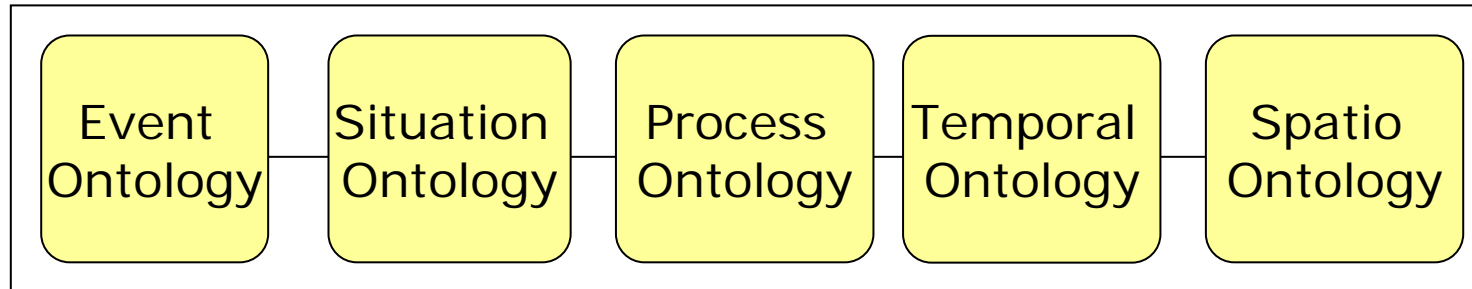 Event
Ontology
Situation
Ontology
Process
Ontology
Temporal
Ontology
Spatio
Ontology